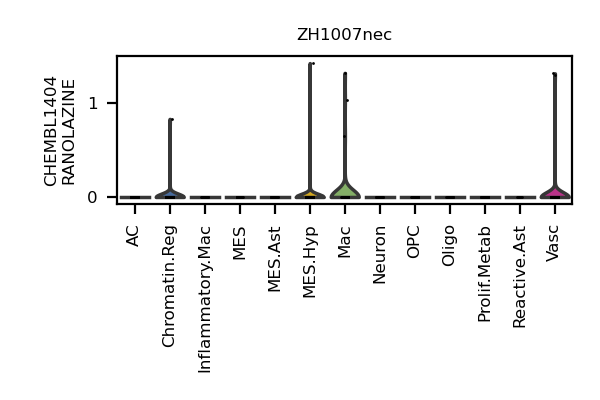 ZH1007nec
CHEMBL1404
RANOLAZINE
1
0
AC
Chromatin.Reg
Inflammatory.Mac
MES
MES.Ast
MES.Hyp
Mac
Neuron
OPC
Oligo
Prolif.Metab
Reactive.Ast
Vasc